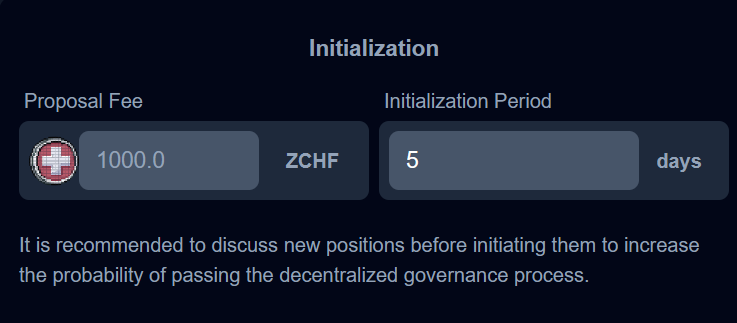 Initialization
Proposal Fee
Initialization Period
1000.0 ZCHF
5 days
It is recommended to discuss new positions before initiating them to increase
the probability of passing the decentralized governance process.